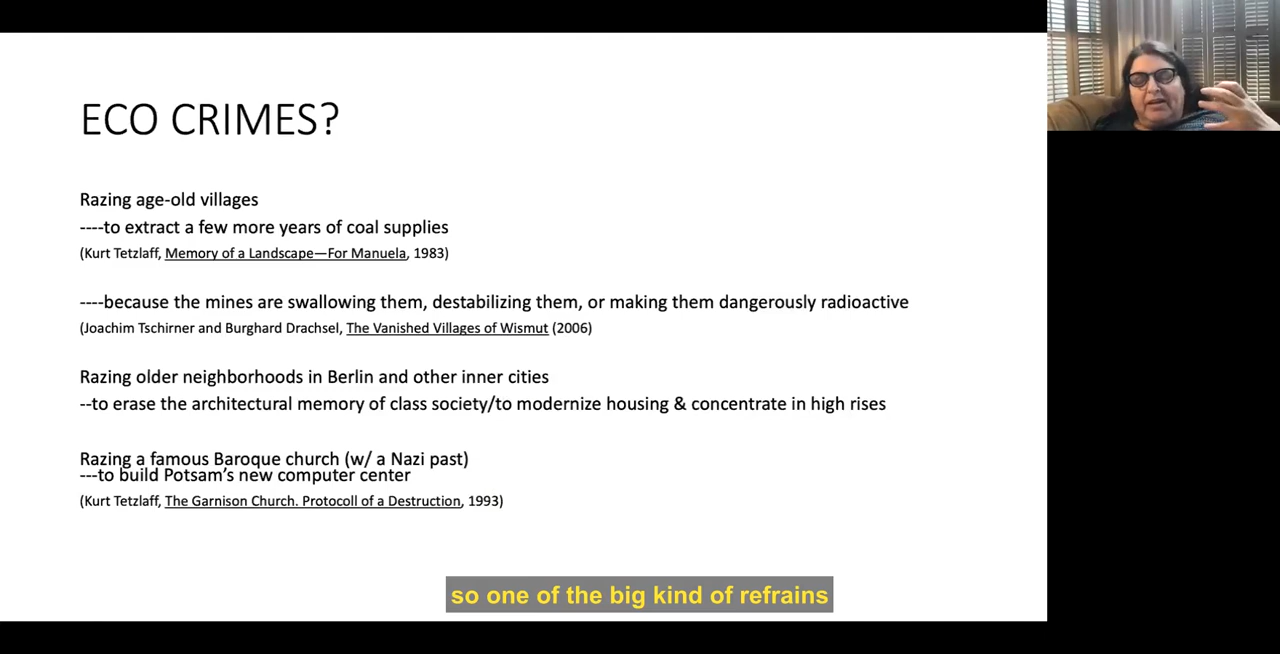 ECO CRIMES?
Razing age-old villages
----to extract a few more years of coal supplies
(Kurt Tetzlaff, Memory of a Landscape—For Manuela, 1983)
----because the mines are swallowing them, destabilizing them, or making them dangerously radioactive
(Joachim Tschirner and Burghard Drachsel, The Vanished Villages of Wismut (2006)
Razing older neighborhoods in Berlin and other inner cities
--to erase the architectural memory of class society/to modernize housing & concentrate in high rises
Razing a famous Baroque church (w/ a Nazi past)
---to build Potsam's new computer center
(Kurt Tetzlaff, The Garnison Church. Protocoll of a Destruction, 1993)
so one of the big kind of refrains